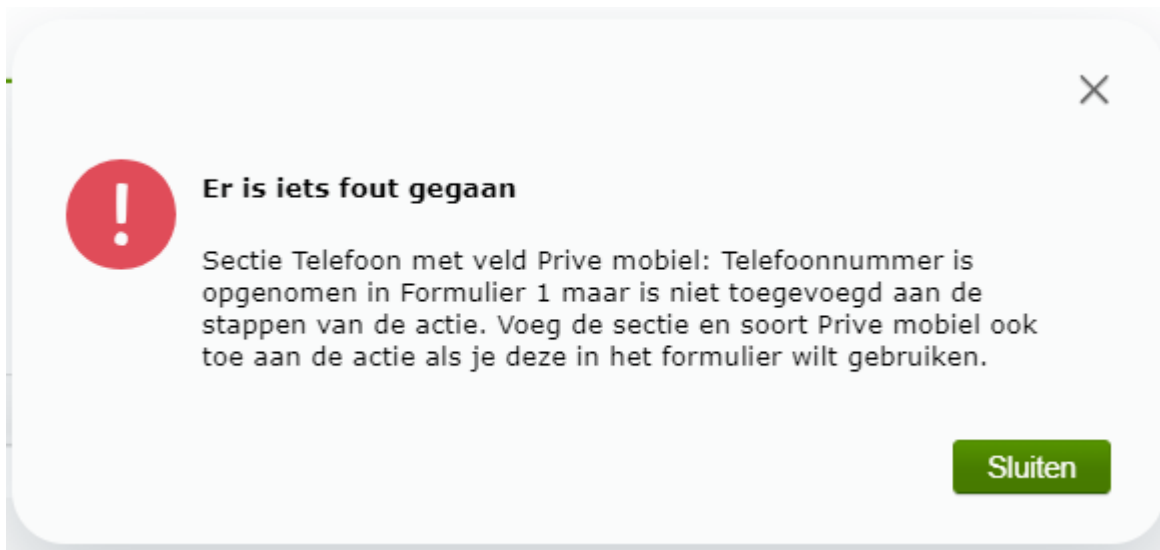 Er is iets fout gegaan
Sectie Telefoon met veld Prive mobiel: Telefoonnummer is
opgenomen in Formulier 1 maar is niet toegevoegd aan de
stappen van de actie. Voeg de sectie en soort Prive mobiel ook
toe aan de actie als je deze in het formulier wilt gebruiken.
Sluiten